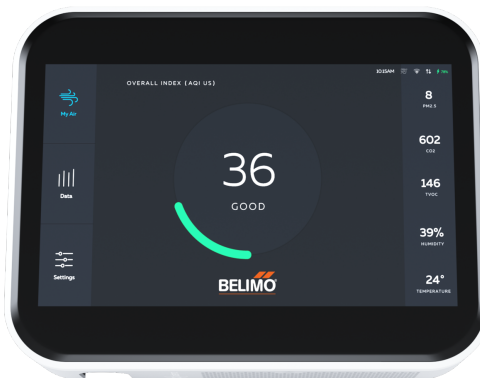 10:15AM
79%
My Air
Data
Settings
OVERALL INDEX (AQI US)
36
GOOD
BELIMO
8
PM2.5
602
CO2
146
TVOC
39%
HUMIDITY
24°
TEMPERATURE